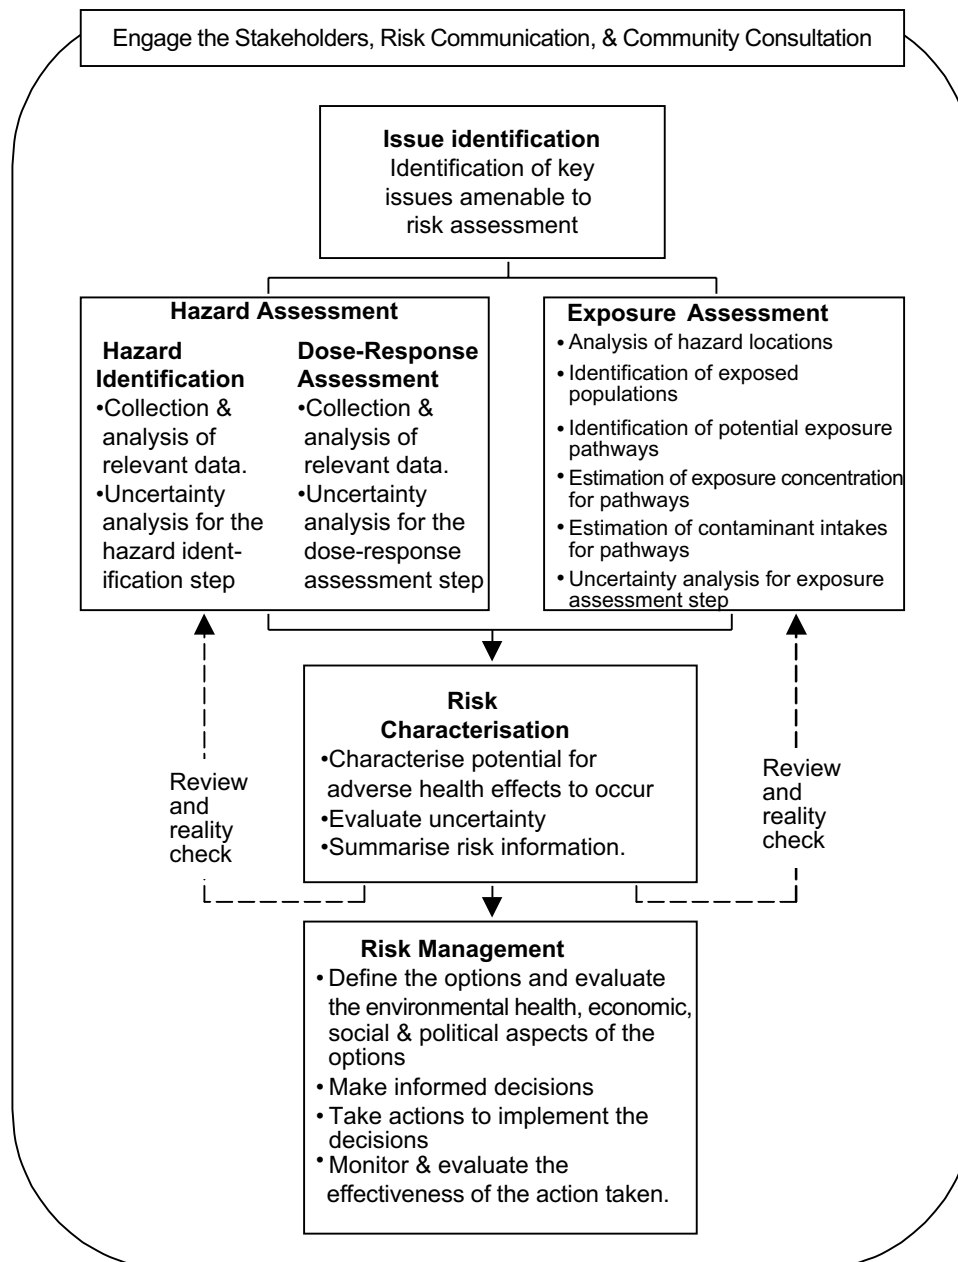 Engage the Stakeholders, Risk Communication, & Community Consultation
Issue identification
Identification of key
issues amenable to
risk assessment
Hazard Assessment
Hazard
Identification
•Collection &
analysis of
relevant data.
•Uncertainty
analysis for the
hazard ident-
ification step
Dose-Response
Assessment
•Collection &
analysis of
relevant data.
•Uncertainty
analysis for the
dose-response
assessment step
Exposure Assessment
• Analysis of hazard locations
• Identification of exposed
populations
• Identification of potential exposure
pathways
• Estimation of exposure concentration
for pathways
• Estimation of contaminant intakes
for pathways
• Uncertainty analysis for exposure
assessment step
Risk
Characterisation
•Characterise potential for
adverse health effects to occur
•Evaluate uncertainty
•Summarise risk information.
Review
and
reality
check
Review
and
reality
check
Risk Management
• Define the options and evaluate
the environmental health, economic,
social & political aspects of the
options
• Make informed decisions
• Take actions to implement the
decisions
• Monitor & evaluate the
effectiveness of the action taken.